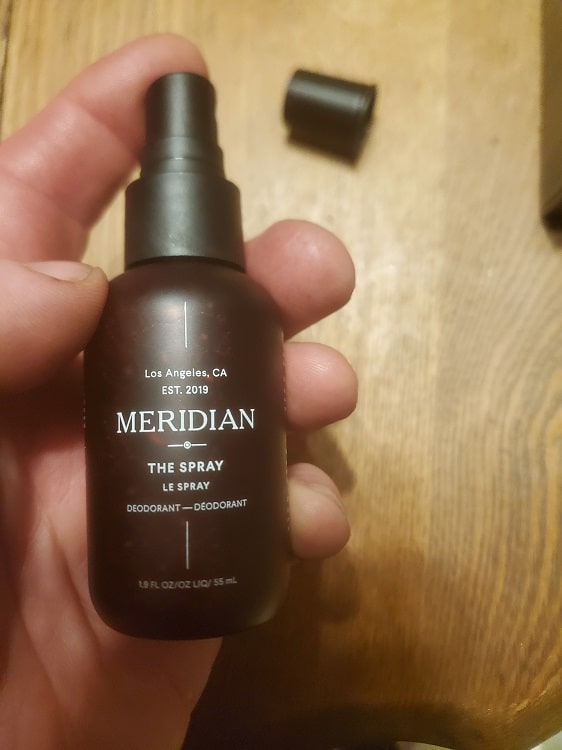 Los Angeles, CA
EST. 2019
MERIDIAN
THE SPRAY
LE SPRAY
DEODORANT — DÉODORANT
1.9 FL OZ/OZ LIQ/ 55 mL